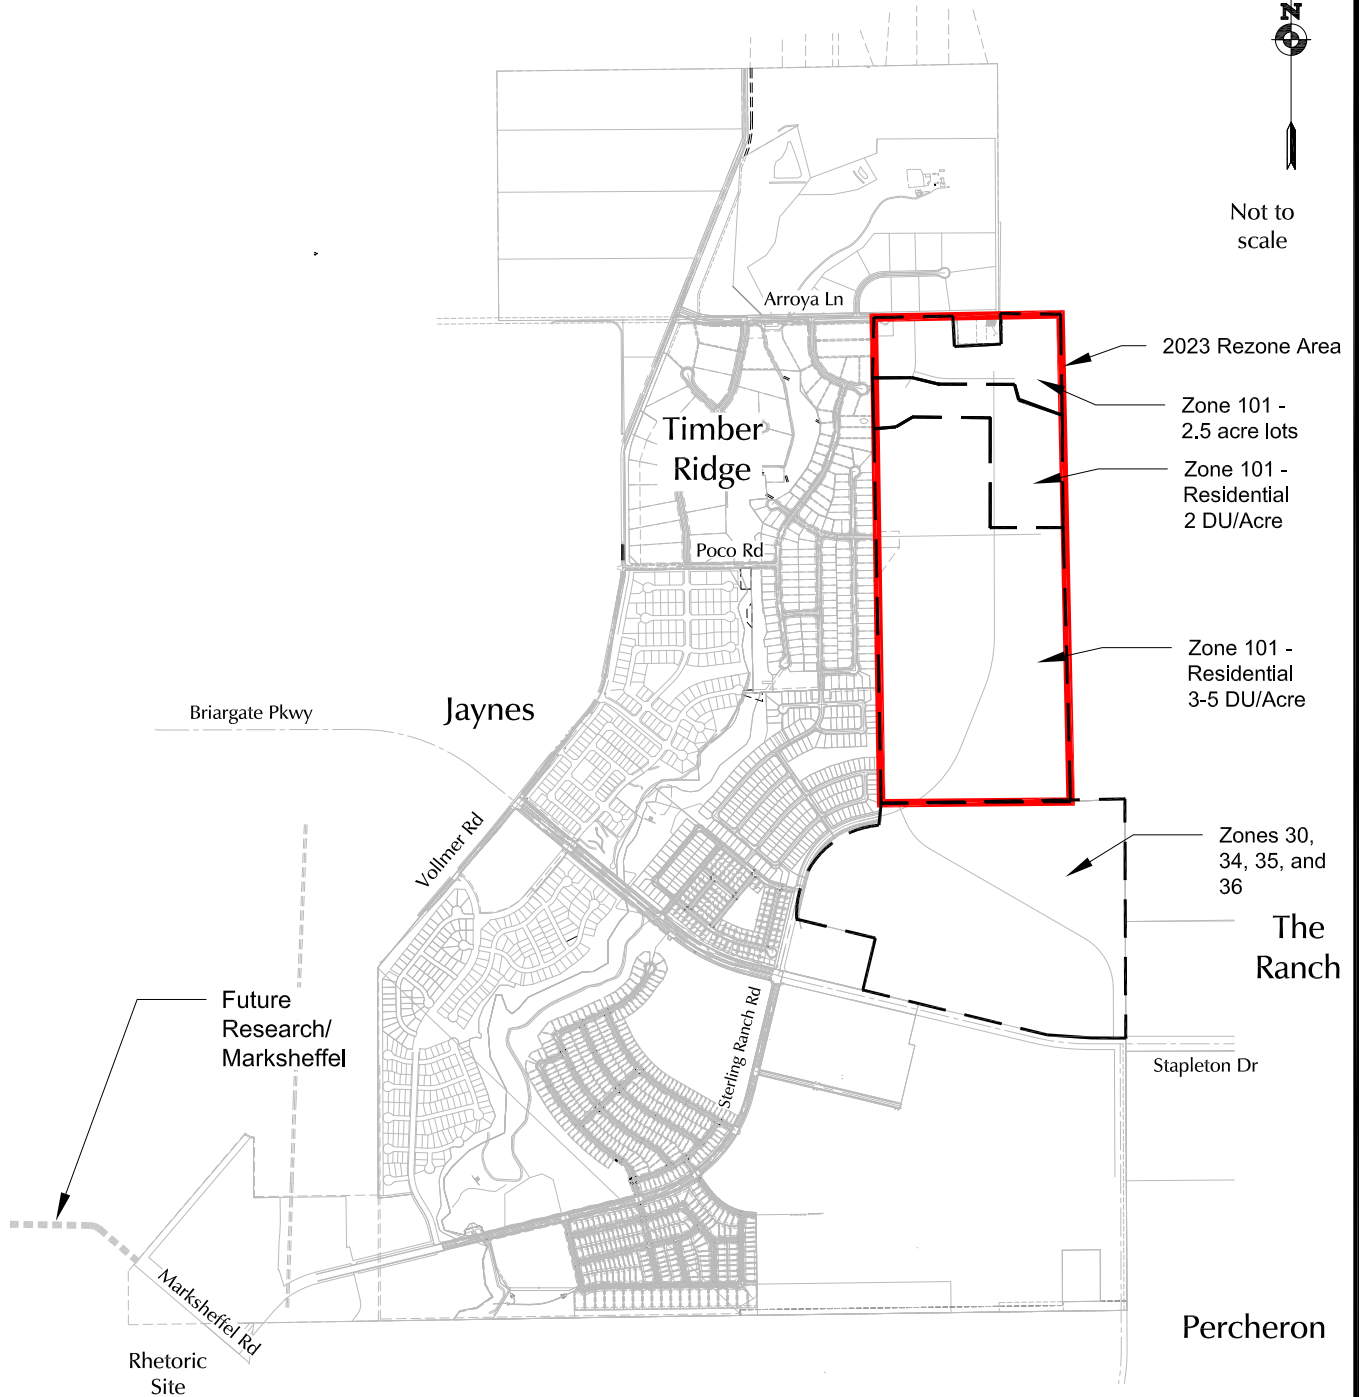 N
Not to
scale
Arroya Ln
2023 Rezone Area
Zone 101 -
2.5 acre lots
Timber
Ridge
Zone 101 -
Residential
2 DU/Acre
Poco Rd
Zone 101 -
Residential
3-5 DU/Acre
Jaynes
Briargate Pkwy
Vollmer Rd
Zones 30,
34, 35, and
36
The
Ranch
Future
Research/
Marksheffel
Sterling Ranch Rd
Stapleton Dr
Marksheffel Rd
Percheron
Rhetoric
Site